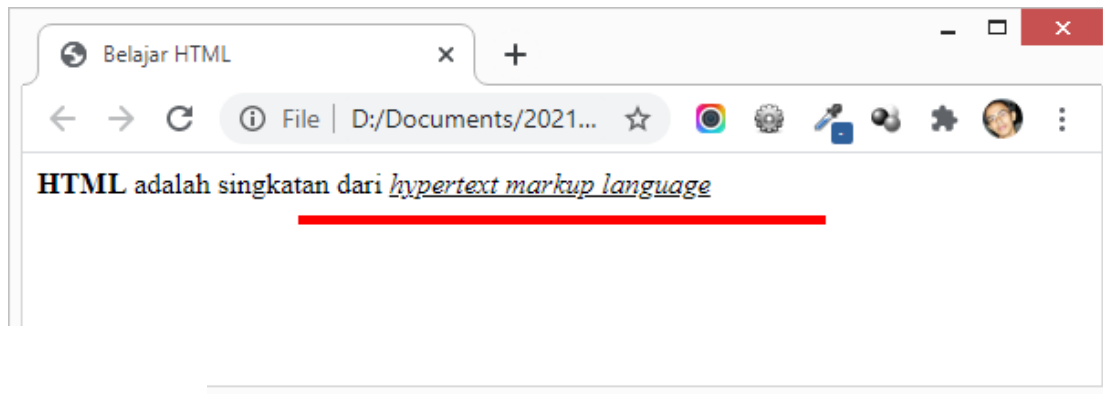 Belajar HTML
File | D:/Documents/2021...
HTML adalah singkatan dari hypertext markup language